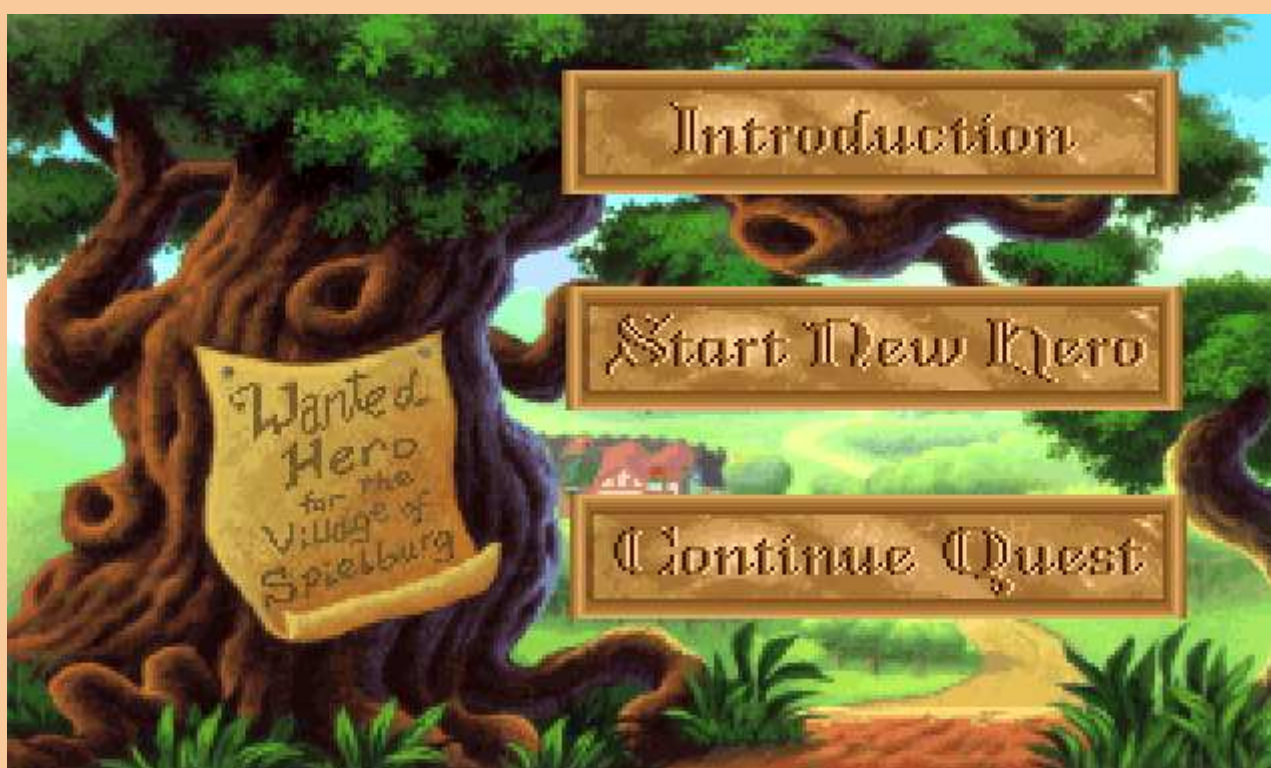 Introduction
Start New Hero
Continue Quest
Wanted
Hero
for the
Village of
Spielburg